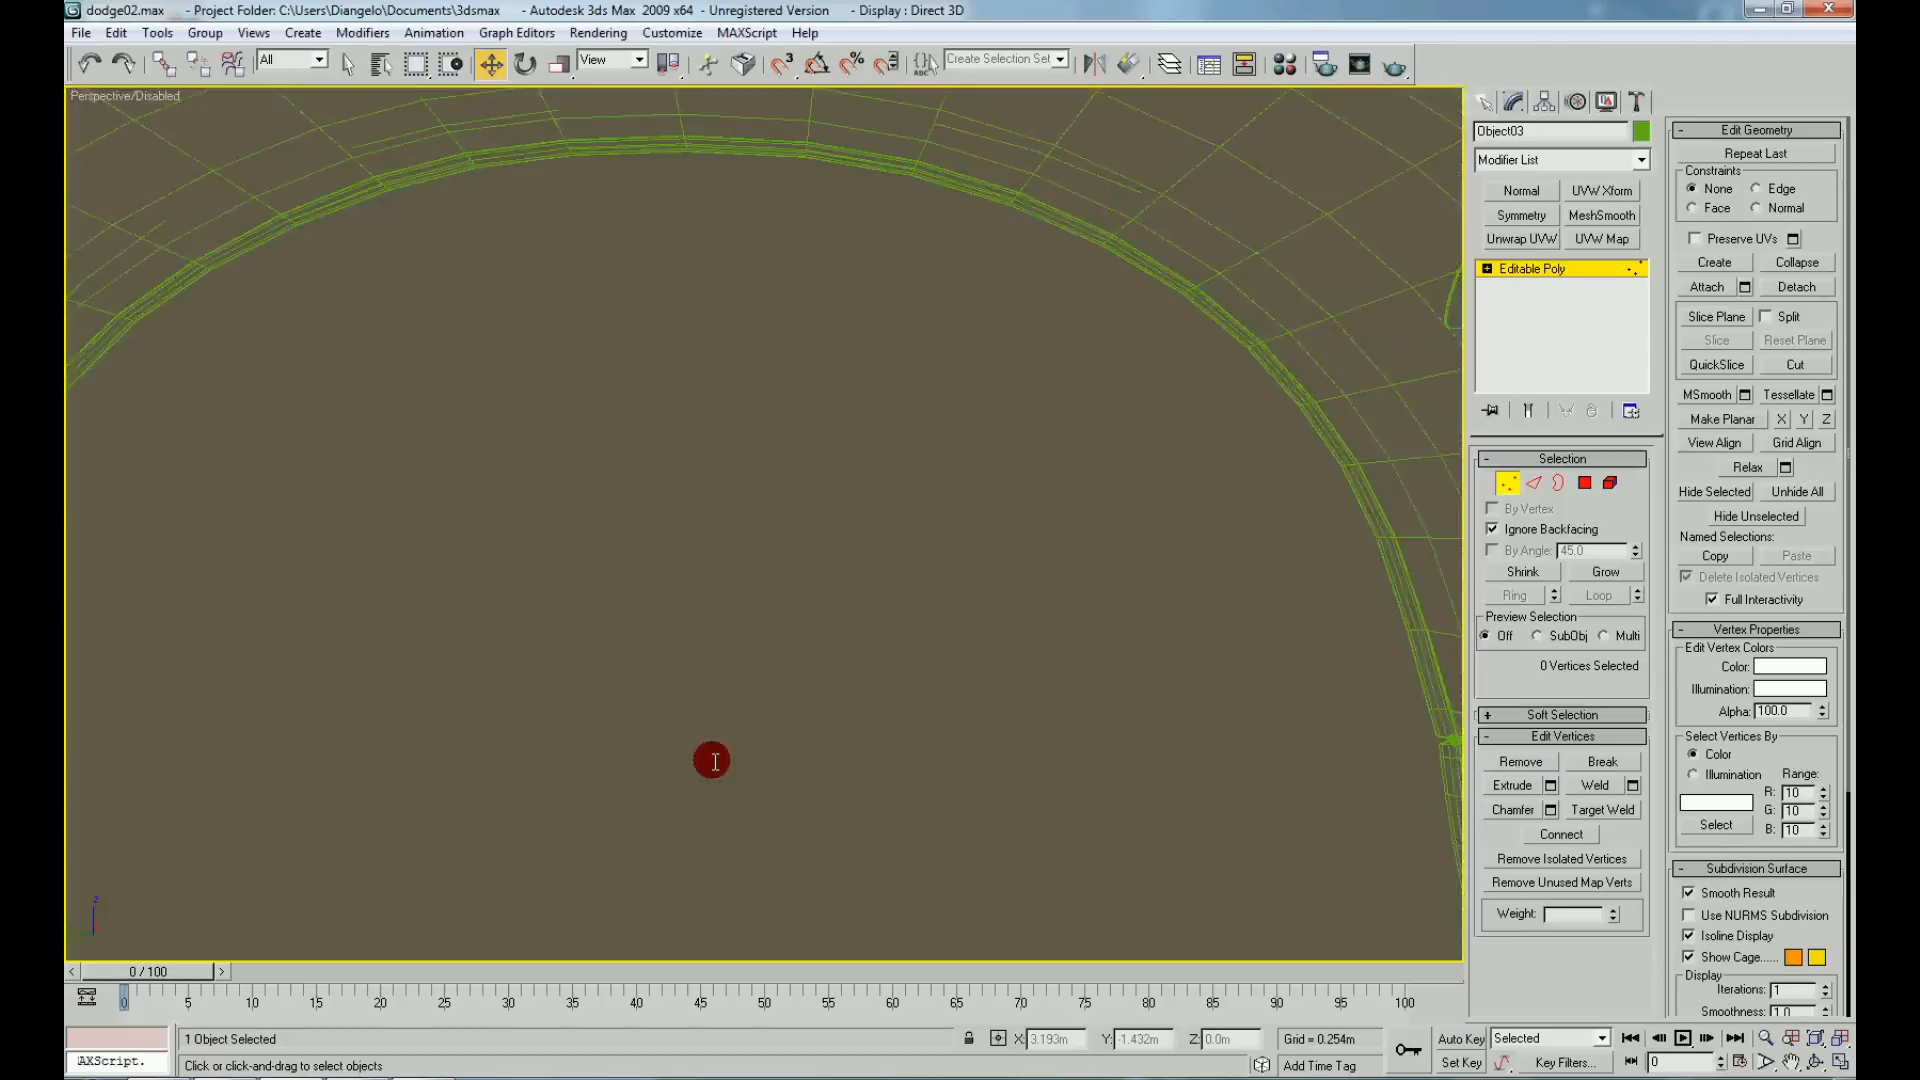 dodge02.max - Project Folder: C:\Users\Diangelo\Documents\3dsmax - Autodesk 3ds Max 2009 x64 - Unregistered Version - Display : Direct 3D
File Edit Tools Group Views Create Modifiers Animation Graph Editors Rendering Customize MAXScript Help
All View Create Selection Set
Perspective/Disabled
Object03
Modifier List
Normal UVW Xform
Symmetry MeshSmooth
Unwrap UVW UVW Map
Editable Poly
Selection
By Vertex
Ignore Backfacing
By Angle: 45.0
Shrink Grow
Ring Loop
Preview Selection
Off SubObj Multi
0 Vertices Selected
Soft Selection
Edit Vertices
Remove Break
Extrude Weld
Chamfer Target Weld
Connect
Remove Isolated Vertices
Remove Unused Map Verts
Weight:
Edit Geometry
Repeat Last
Constraints
None Edge
Face Normal
Preserve UVs
Create Collapse
Attach Detach
Slice Plane Split
Slice Reset Plane
QuickSlice Cut
MSmooth Tessellate
Make Planar X Y Z
View Align Grid Align
Relax
Hide Selected Unhide All
Hide Unselected
Named Selections:
Copy Paste
Delete Isolated Vertices
Full Interactivity
Vertex Properties
Edit Vertex Colors
Color:
Illumination:
Alpha: 100.0
Select Vertices By
Color
Illumination Range:
R: 10
G: 10
Select B: 10
Subdivision Surface
Smooth Result
Use NURMS Subdivision
Isoline Display
Show Cage......
Display
Iterations: 1
Smoothness: 1.0
z
< 0 / 100 >
0 5 10 15 20 25 30 35 40 45 50 55 60 65 70 75 80 85 90 95 100
1 Object Selected X: 3.193m Y: -1.432m Z: 0.0m Grid = 0.254m Auto Key Selected
AXScript. Click or click-and-drag to select objects Add Time Tag Set Key Key Filters... 0